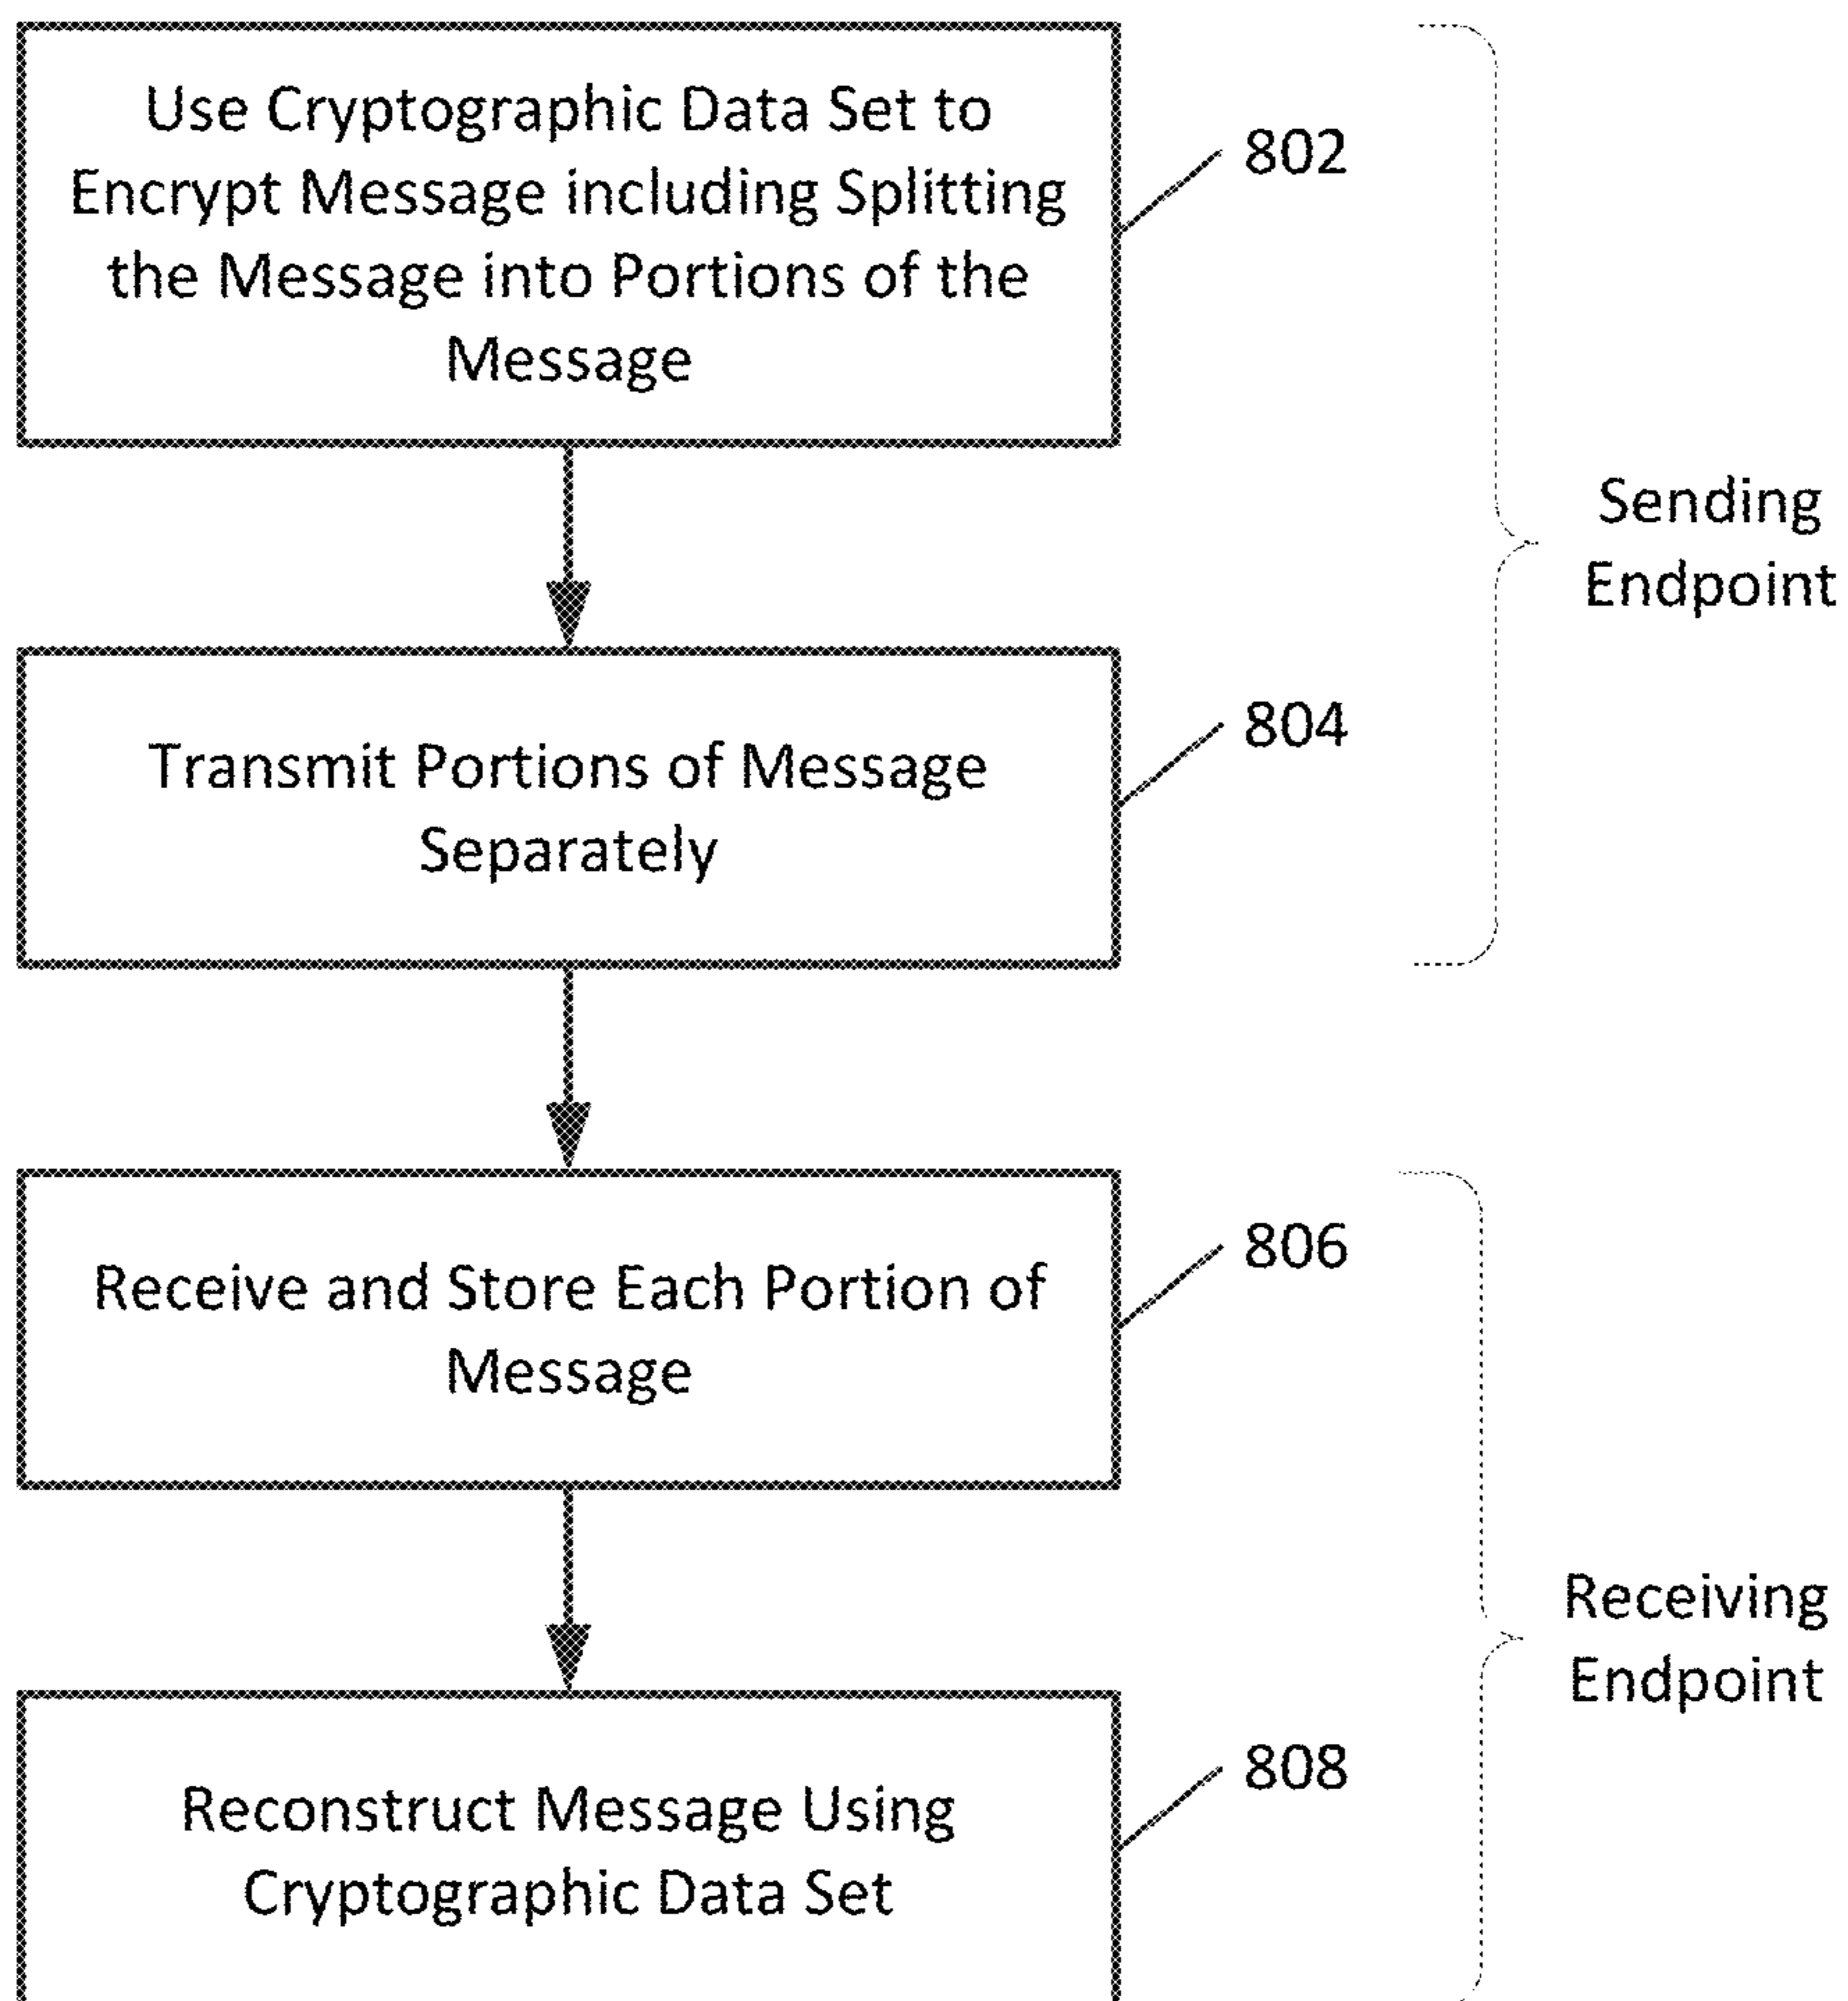 Use Cryptographic Data Set to
Encrypt Message including Splitting
the Message into Portions of the
Message
802
Sending
Endpoint
Transmit Portions of Message
Separately
804
Receive and Store Each Portion of
Message
806
Receiving
Endpoint
Reconstruct Message Using
Cryptographic Data Set
808